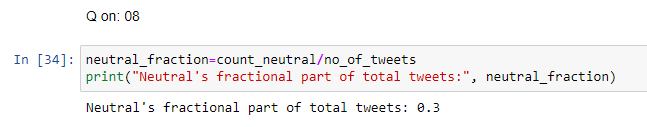 Q on: 08
In [34]: neutral_fraction=count_neutral/no_of_tweets
print("Neutral's fractional part of total tweets:", neutral_fraction)
Neutral's fractional part of total tweets: 0.3